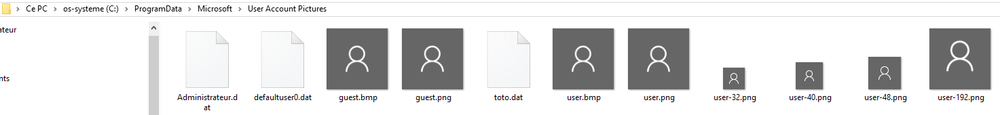 Ce PC > os-systeme (C:) > ProgramData > Microsoft > User Account Pictures
ateur
nts
Administrateur.d
at
defaultuser0.dat
guest.bmp
guest.png
toto.dat
user.bmp
user.png
user-32.png
user-40.png
user-48.png
user-192.png